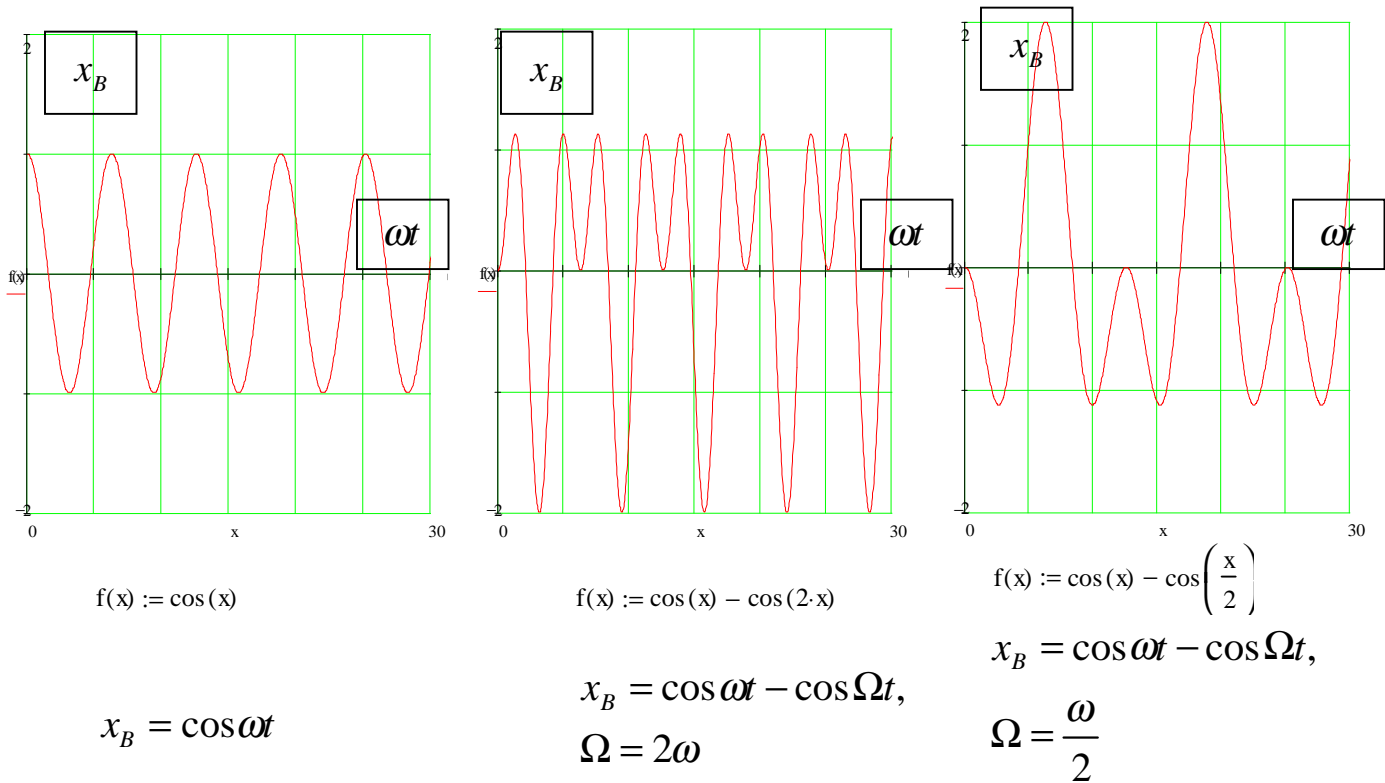 2
x_B
ωt
f(x)
−2
0
x
30
f(x) := cos(x)
x_B = cos ωt
2
x_B
ωt
f(x)
−2
0
x
30
f(x) := cos(x) − cos(2·x)
x_B = cos ωt − cos Ωt,
Ω = 2ω
2
x_B
ωt
f(x)
−2
0
x
30
f(x) := cos(x) − cos(x/2)
x_B = cos ωt − cos Ωt,
Ω = ω/2